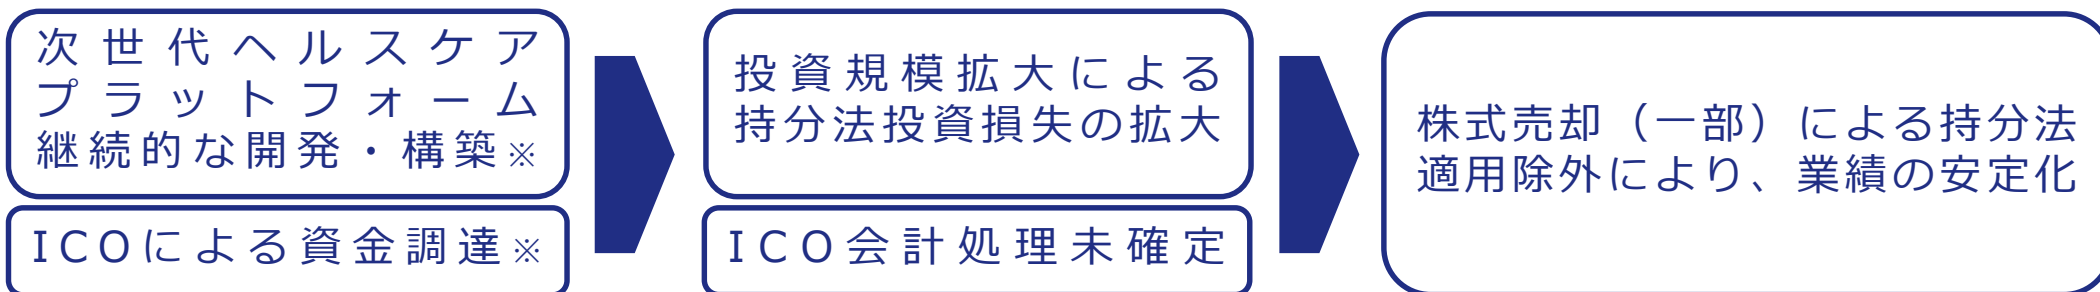 次世代ヘルスケア
プラットフォーム
継続的な開発・構築※
ICOによる資金調達※
投資規模拡大による
持分法投資損失の拡大
ICO会計処理未確定
株式売却（一部）による持分法
適用除外により、業績の安定化